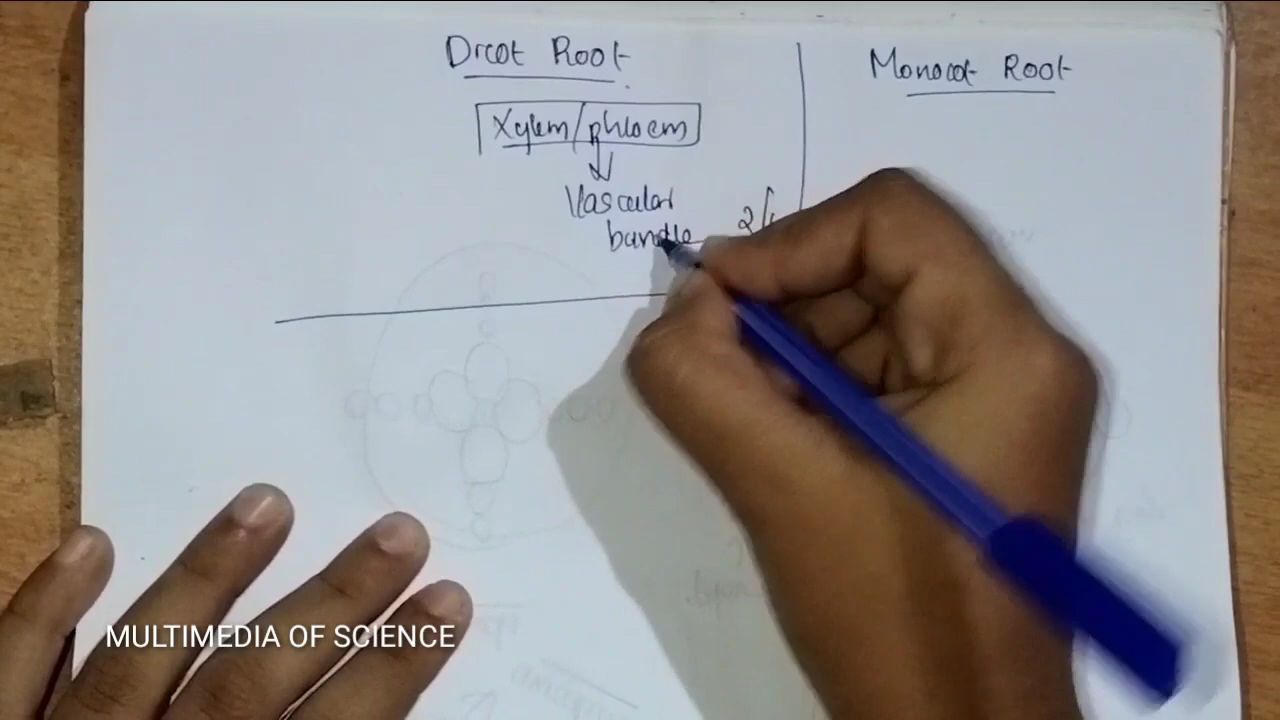 Dicot Root
Monocot Root
Xylem/phloem
Vascular
bundle
MULTIMEDIA OF SCIENCE